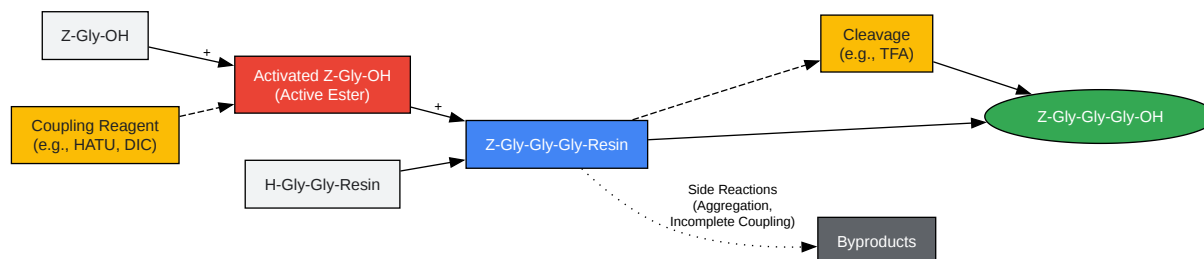 Z-Gly-OH
+
Coupling Reagent
(e.g., HATU, DIC)
Activated Z-Gly-OH
(Active Ester)
+
H-Gly-Gly-Resin
Z-Gly-Gly-Gly-Resin
Cleavage
(e.g., TFA)
Z-Gly-Gly-Gly-OH
Side Reactions
(Aggregation,
Incomplete Coupling)
Byproducts